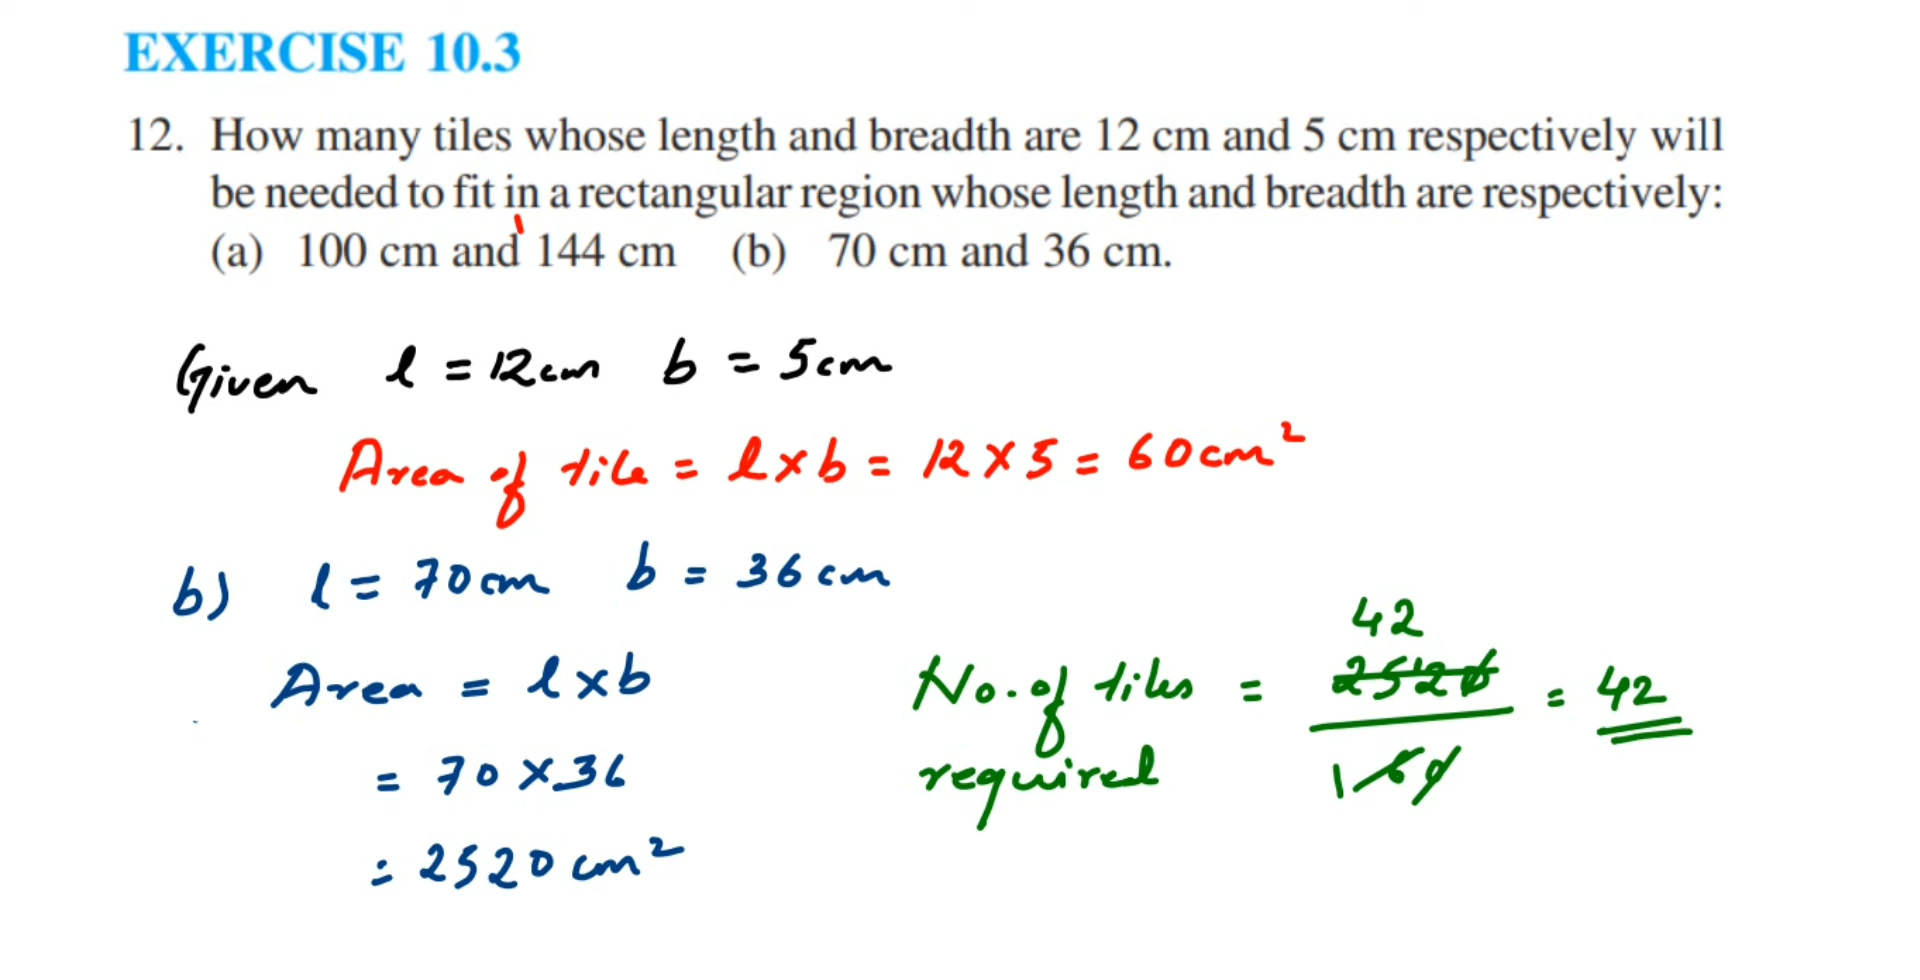 EXERCISE 10.3
12. How many tiles whose length and breadth are 12 cm and 5 cm respectively will
be needed to fit in a rectangular region whose length and breadth are respectively:
(a) 100 cm and 144 cm (b) 70 cm and 36 cm.
Given l = 12cm b = 5cm
Area of tile = l × b = 12 × 5 = 60cm²
b) l = 70cm b = 36cm
Area = l × b
= 70 × 36
= 2520 cm²
42
No. of tiles = 2520 = 42
required 1 60